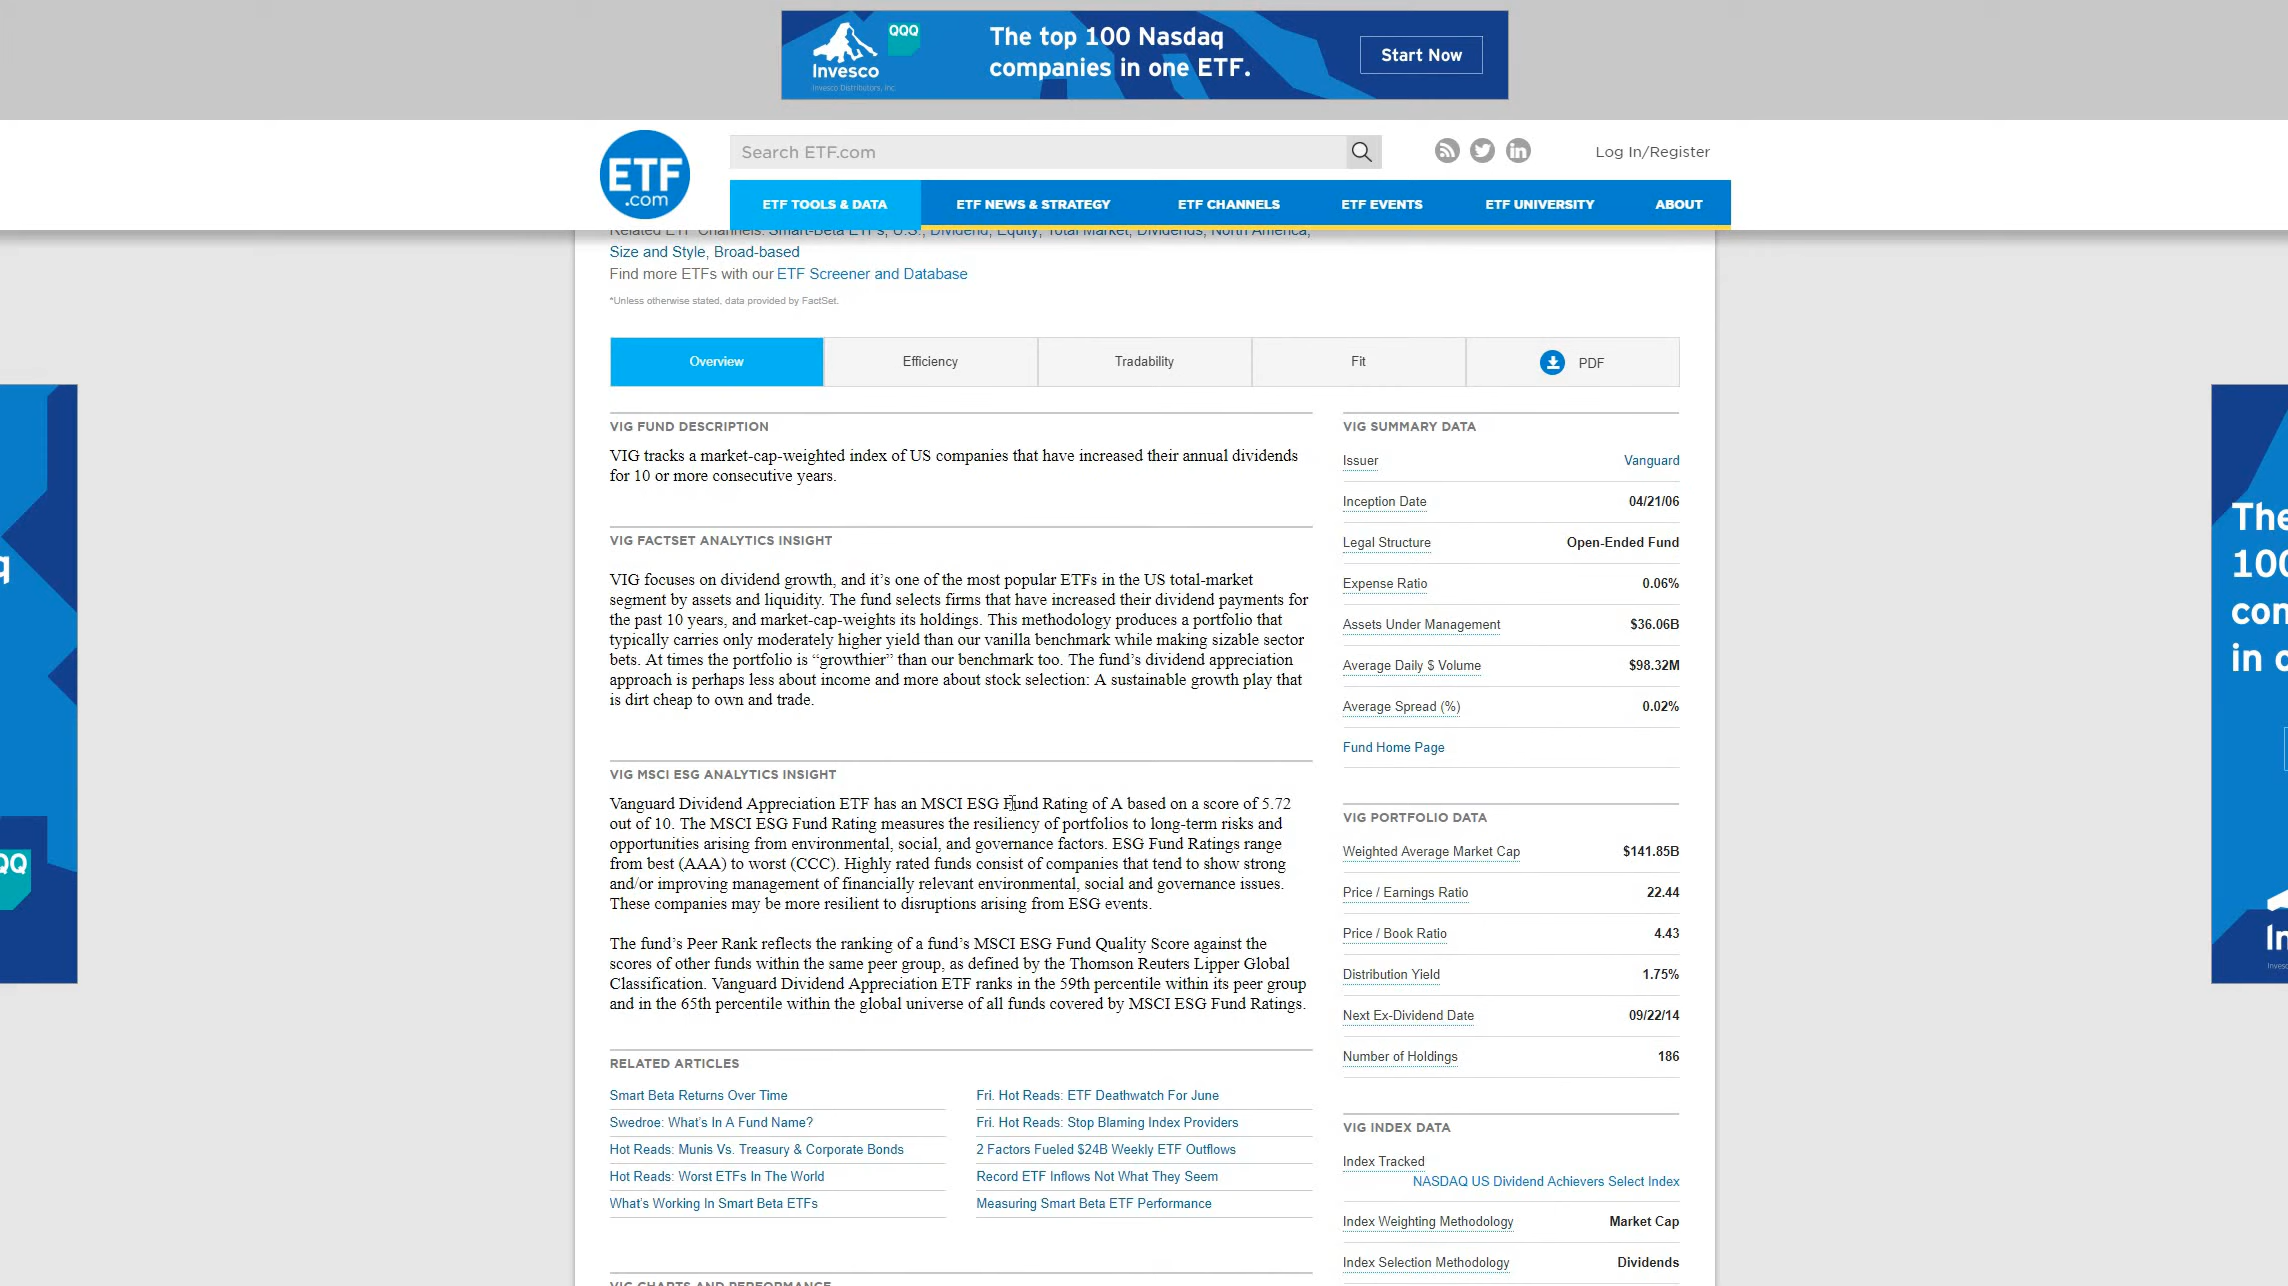 QQQ
Invesco
Invesco Distributors, Inc
The top 100 Nasdaq
companies in one ETF.
Start Now
ETF
.com
Search ETF.com
Log In/Register
ETF TOOLS & DATA
ETF NEWS & STRATEGY
ETF CHANNELS
ETF EVENTS
ETF UNIVERSITY
ABOUT
Related ETF Channels: Smart-Beta ETFs, U.S., Dividend, Equity, Total Market, Dividends, North America,
Size and Style, Broad-based
Find more ETFs with our ETF Screener and Database
*Unless otherwise stated, data provided by FactSet.
Overview
Efficiency
Tradability
Fit
PDF
VIG FUND DESCRIPTION
VIG tracks a market-cap-weighted index of US companies that have increased their annual dividends
for 10 or more consecutive years.
VIG FACTSET ANALYTICS INSIGHT
VIG focuses on dividend growth, and it’s one of the most popular ETFs in the US total-market
segment by assets and liquidity. The fund selects firms that have increased their dividend payments for
the past 10 years, and market-cap-weights its holdings. This methodology produces a portfolio that
typically carries only moderately higher yield than our vanilla benchmark while making sizable sector
bets. At times the portfolio is “growthier” than our benchmark too. The fund’s dividend appreciation
approach is perhaps less about income and more about stock selection: A sustainable growth play that
is dirt cheap to own and trade.
VIG MSCI ESG ANALYTICS INSIGHT
Vanguard Dividend Appreciation ETF has an MSCI ESG Fund Rating of A based on a score of 5.72
out of 10. The MSCI ESG Fund Rating measures the resiliency of portfolios to long-term risks and
opportunities arising from environmental, social, and governance factors. ESG Fund Ratings range
from best (AAA) to worst (CCC). Highly rated funds consist of companies that tend to show strong
and/or improving management of financially relevant environmental, social and governance issues.
These companies may be more resilient to disruptions arising from ESG events.
The fund’s Peer Rank reflects the ranking of a fund’s MSCI ESG Fund Quality Score against the
scores of other funds within the same peer group, as defined by the Thomson Reuters Lipper Global
Classification. Vanguard Dividend Appreciation ETF ranks in the 59th percentile within its peer group
and in the 65th percentile within the global universe of all funds covered by MSCI ESG Fund Ratings.
RELATED ARTICLES
Smart Beta Returns Over Time
Swedroe: What’s In A Fund Name?
Hot Reads: Munis Vs. Treasury & Corporate Bonds
Hot Reads: Worst ETFs In The World
What’s Working In Smart Beta ETFs
Fri. Hot Reads: ETF Deathwatch For June
Fri. Hot Reads: Stop Blaming Index Providers
2 Factors Fueled $24B Weekly ETF Outflows
Record ETF Inflows Not What They Seem
Measuring Smart Beta ETF Performance
VIG CHARTS AND PERFORMANCE
VIG SUMMARY DATA
Issuer Vanguard
Inception Date 04/21/06
Legal Structure Open-Ended Fund
Expense Ratio 0.06%
Assets Under Management $36.06B
Average Daily $ Volume $98.32M
Average Spread (%) 0.02%
Fund Home Page
VIG PORTFOLIO DATA
Weighted Average Market Cap $141.85B
Price / Earnings Ratio 22.44
Price / Book Ratio 4.43
Distribution Yield 1.75%
Next Ex-Dividend Date 09/22/14
Number of Holdings 186
VIG INDEX DATA
Index Tracked
NASDAQ US Dividend Achievers Select Index
Index Weighting Methodology Market Cap
Index Selection Methodology Dividends
The
100
in